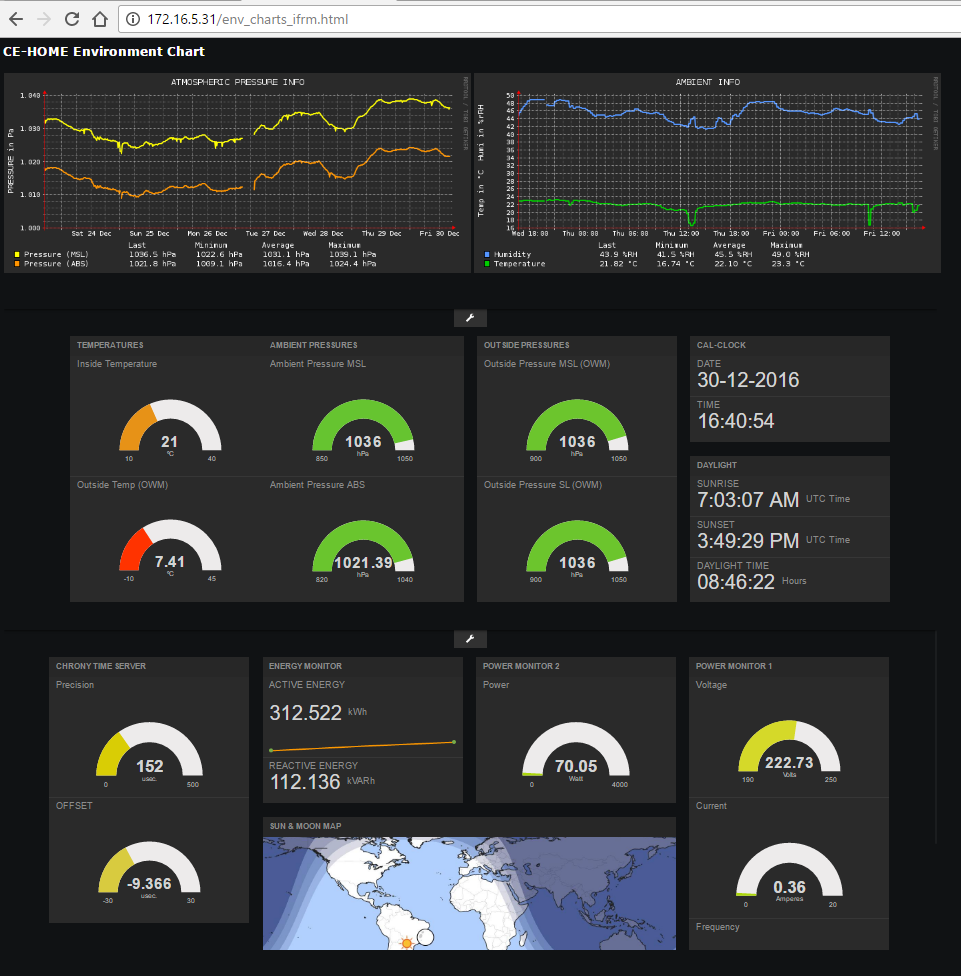 172.16.5.31/env_charts_ifrm.html
CE-HOME Environment Chart
ATMOSPHERIC PRESSURE INFO
PRESSURE in Pa
1.040
1.030
1.020
1.010
1.000
Sat 24 Dec Sun 25 Dec Mon 26 Dec Tue 27 Dec Wed 28 Dec Thu 29 Dec Fri 30 Dec
Last Minimum Average Maximum
Pressure (MSL) 1036.5 hPa 1022.6 hPa 1031.1 hPa 1039.1 hPa
Pressure (ABS) 1021.8 hPa 1009.1 hPa 1016.4 hPa 1024.4 hPa
RRDTOOL / TOBI OETIKER
AMBIENT INFO
Temp in °C Humi in %rRH
50
48
46
44
42
40
38
36
34
32
30
28
26
24
22
20
18
16
Wed 18:00 Thu 00:00 Thu 06:00 Thu 12:00 Thu 18:00 Fri 00:00 Fri 06:00 Fri 12:00
Last Minimum Average Maximum
Humidity 43.9 %RH 41.5 %RH 45.5 %RH 49.0 %RH
Temperature 21.82 °C 16.74 °C 22.10 °C 23.3 °C
RRDTOOL / TOBI OETIKER
TEMPERATURES
Inside Temperature
21
°C
10 40
Outside Temp (OWM)
7.41
°C
-10 45
AMBIENT PRESSURES
Ambient Pressure MSL
1036
hPa
850 1050
Ambient Pressure ABS
1021.39
hPa
820 1040
OUTSIDE PRESSURES
Outside Pressure MSL (OWM)
1036
hPa
900 1050
Outside Pressure SL (OWM)
1036
hPa
900 1050
CAL-CLOCK
DATE
30-12-2016
TIME
16:40:54
DAYLIGHT
SUNRISE
7:03:07 AM UTC Time
SUNSET
3:49:29 PM UTC Time
DAYLIGHT TIME
08:46:22 Hours
CHRONY TIME SERVER
Precision
152
usec.
0 500
OFFSET
-9.366
usec.
-30 30
ENERGY MONITOR
ACTIVE ENERGY
312.522 kWh
REACTIVE ENERGY
112.136 kVARh
POWER MONITOR 2
Power
70.05
Watt
0 4000
SUN & MOON MAP
POWER MONITOR 1
Voltage
222.73
Volts
190 250
Current
0.36
Amperes
0 20
Frequency